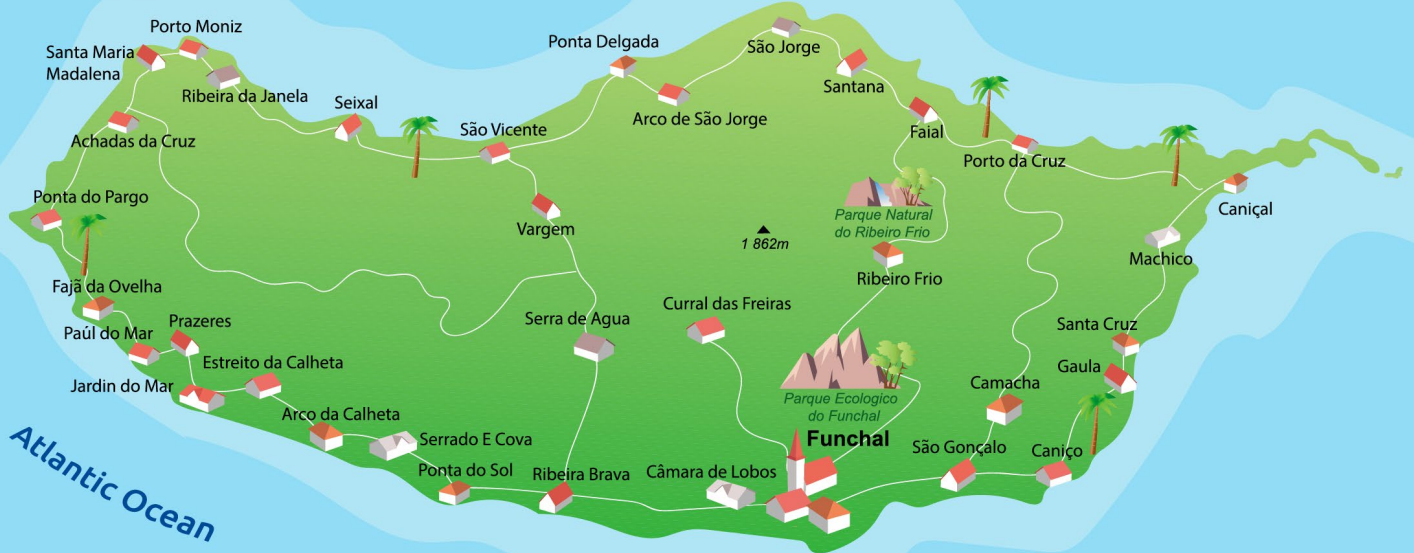 Porto Moniz
Santa Maria
Madalena
Ribeira da Janela
Achadas da Cruz
Seixal
São Vicente
Ponta Delgada
Arco de São Jorge
São Jorge
Santana
Faial
Porto da Cruz
Caniçal
Machico
Ponta do Pargo
Vargem
Parque Natural
do Ribeiro Frio
1 862m
Ribeiro Frio
Fajã da Ovelha
Paúl do Mar
Prazeres
Serra de Agua
Curral das Freiras
Santa Cruz
Gaula
Estreito da Calheta
Jardin do Mar
Parque Ecologico
do Funchal
Camacha
Arco da Calheta
Serrado E Cova
Funchal
São Gonçalo
Caniço
Ponta do Sol
Ribeira Brava
Câmara de Lobos
Atlantic Ocean